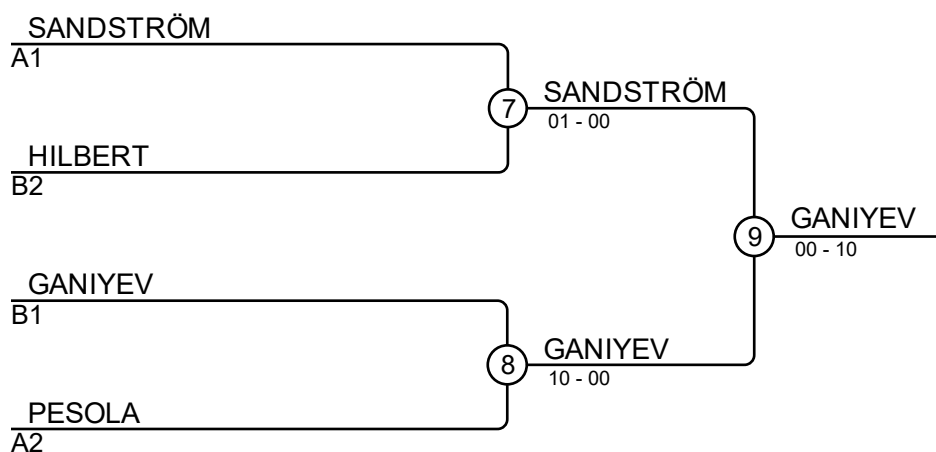 SANDSTRÖM
A1
7
SANDSTRÖM
01 - 00
HILBERT
B2
9
GANIYEV
00 - 10
GANIYEV
B1
8
GANIYEV
10 - 00
PESOLA
A2